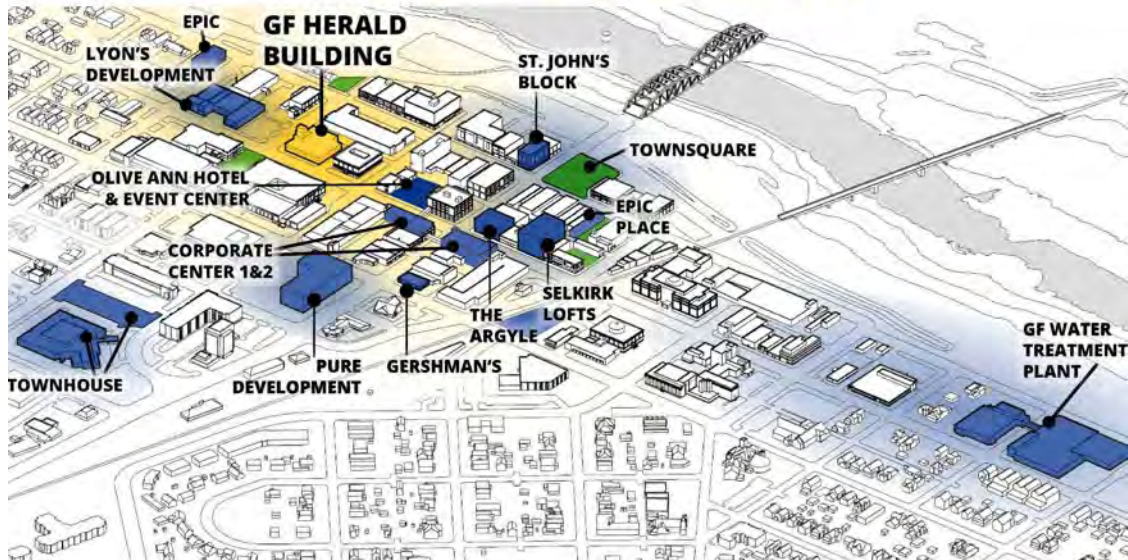 EPIC
LYON'S
DEVELOPMENT
GF HERALD
BUILDING
ST. JOHN'S
BLOCK
TOWNSQUARE
OLIVE ANN HOTEL
& EVENT CENTER
EPIC
PLACE
CORPORATE
CENTER 1&2
SELKIRK
LOFTS
THE
ARGYLE
GERSHMAN'S
PURE
DEVELOPMENT
TOWNHOUSE
GF WATER
TREATMENT
PLANT